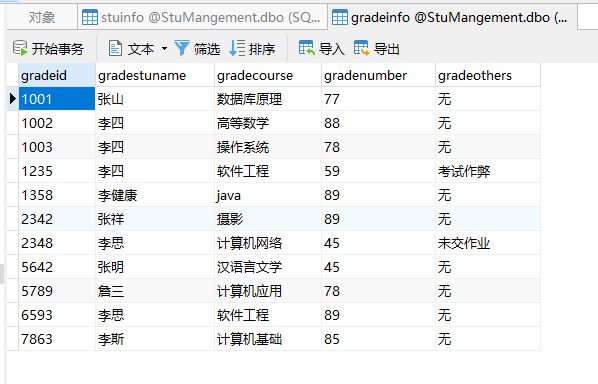 对象 stuinfo @StuMangement.dbo (SQ... gradeinfo @StuMangement.dbo (...
开始事务 文本 筛选 排序 导入 导出
gradeid gradestuname gradecourse gradenumber gradeothers
1001 张山 数据库原理 77 无
1002 李四 高等数学 88 无
1003 李四 操作系统 78 无
1235 李四 软件工程 59 考试作弊
1358 李健康 java 89 无
2342 张祥 摄影 89 无
2348 李思 计算机网络 45 未交作业
5642 张明 汉语言文学 45 无
5789 詹三 计算机应用 78 无
6593 李思 软件工程 89 无
7863 李斯 计算机基础 85 无